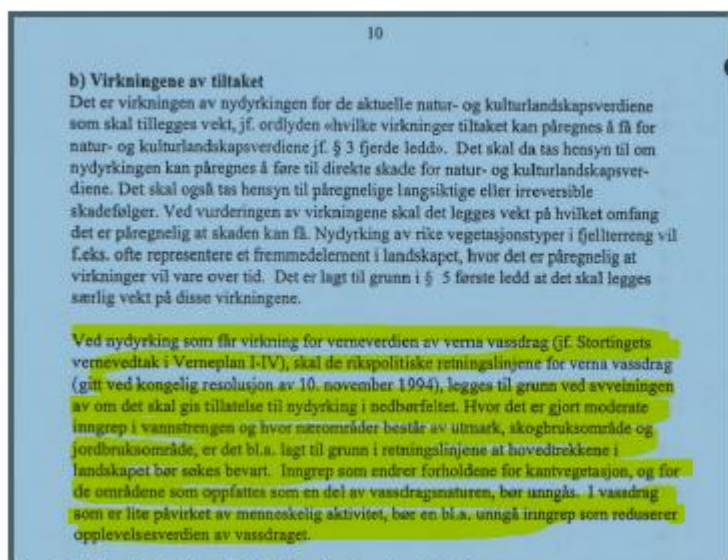 10
b) Virkningene av tiltaket
Det er virkningen av nydyrkingen for de aktuelle natur- og kulturlandskapsverdiene
som skal tillegges vekt, jf. ordlyden «hvilke virkninger tiltaket kan påregnes å få for
natur- og kulturlandskapsverdiene jf. § 3 fjerde ledd». Det skal da tas hensyn til om
nydyrkingen kan påregnes å føre til direkte skade for natur- og kulturlandskapsver-
diene. Det skal også tas hensyn til påregnelige langsiktige eller irreversible
skadefølger. Ved vurderingen av virkningene skal det legges vekt på hvilket omfang
det er påregnelig at skaden kan få. Nydyrking av rike vegetasjonstyper i fjellterreng vil
f.eks. ofte representere et fremmedelement i landskapet, hvor det er påregnelig at
virkninger vil vare over tid. Det er lagt til grunn i § 5 første ledd at det skal legges
særlig vekt på disse virkningene.
Ved nydyrking som får virkning for verneverdien av verna vassdrag (jf. Stortingets
vernevedtak i Verneplan I-IV), skal de rikspolitiske retningslinjene for verna vassdrag
(gitt ved kongelig resolusjon av 10. november 1994), legges til grunn ved avveiningen
av om det skal gis tillatelse til nydyrking i nedbørfeltet. Hvor det er gjort moderate
inngrep i vannstrengen og hvor nærområder består av utmark, skogbruksområde og
jordbruksområde, er det bl.a. lagt til grunn i retningslinjene at hovedtrekkene i
landskapet bør søkes bevart. Inngrep som endrer forholdene for kantvegetasjon, og for
de områdene som oppfattes som en del av vassdragsnaturen, bør unngås. I vassdrag
som er lite påvirket av menneskelig aktivitet, bør en bl.a. unngå inngrep som reduserer
opplevelsesverdien av vassdraget.